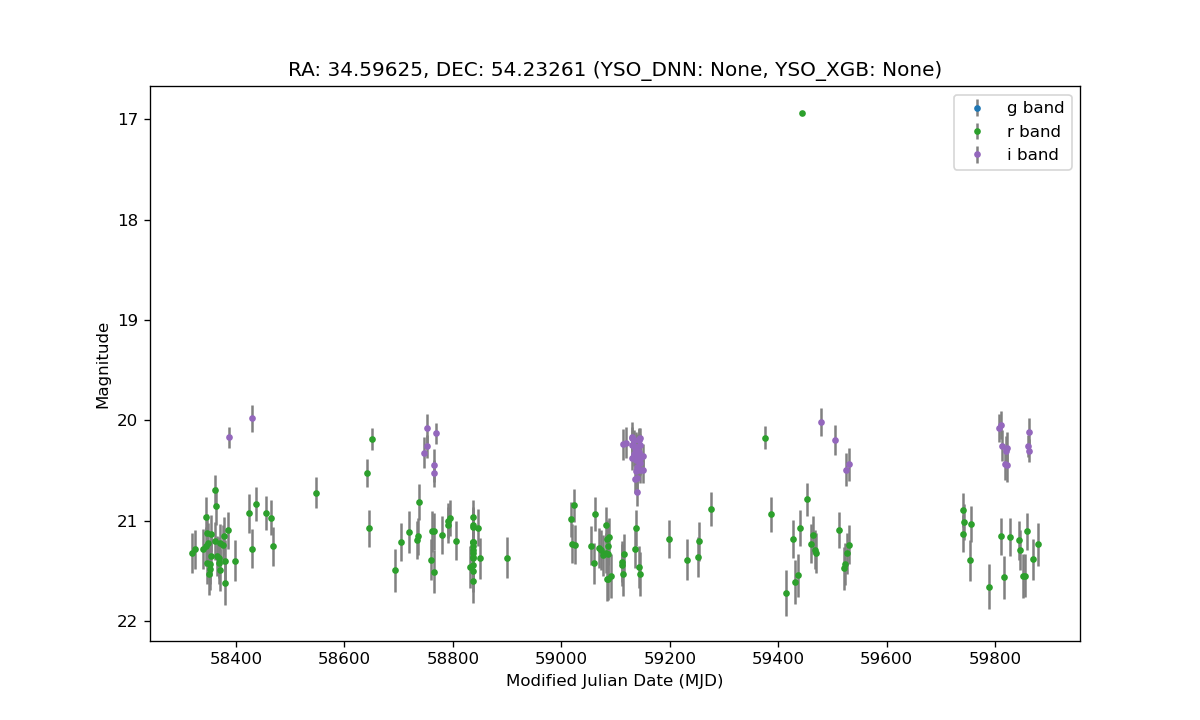 RA: 34.59625, DEC: 54.23261 (YSO_DNN: None, YSO_XGB: None)
g band
r band
i band
17
18
19
20
21
22
Magnitude
58400 58600 58800 59000 59200 59400 59600 59800
Modified Julian Date (MJD)